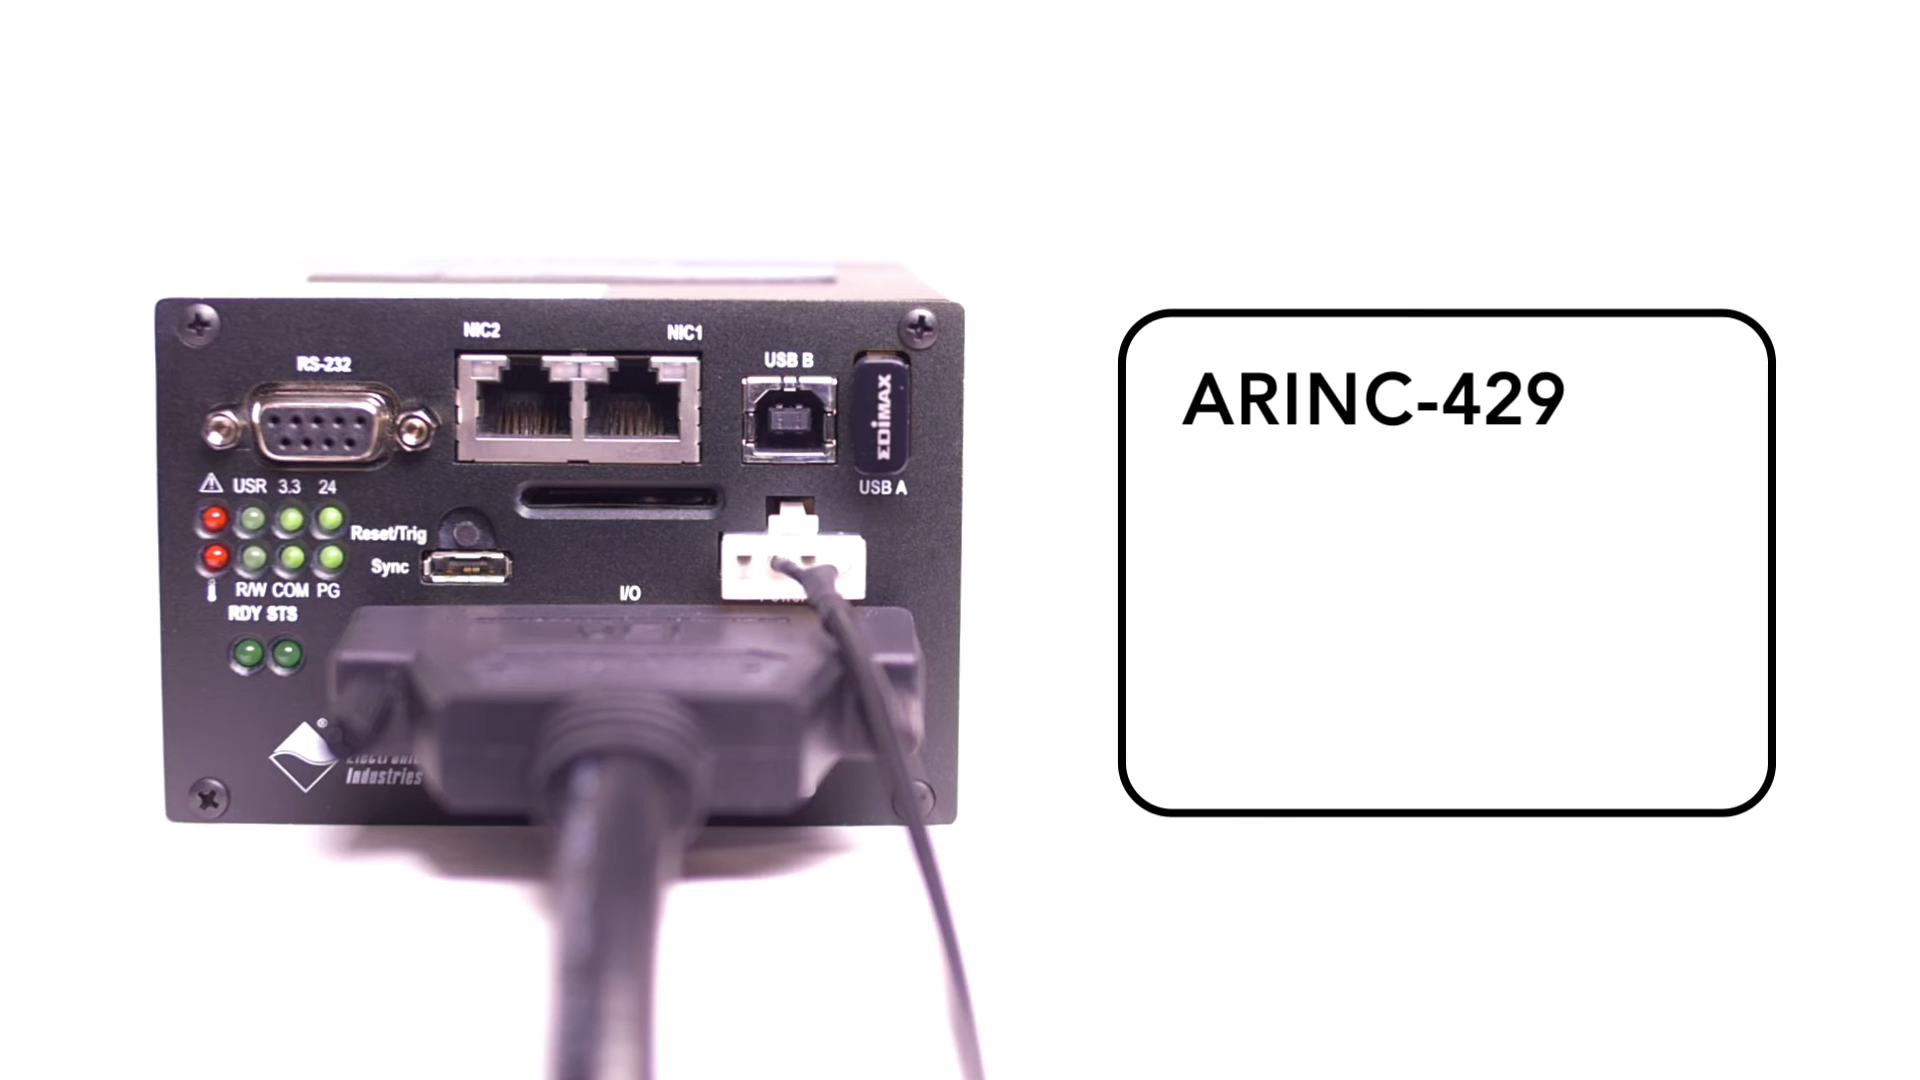 NIC2
NIC1
RS-232
USB B
EDIMAX
USB A
USR 3.3 24
Reset/Trig
Sync
I/O
R/W COM PG
RDY STS
®
Industries
ARINC-429